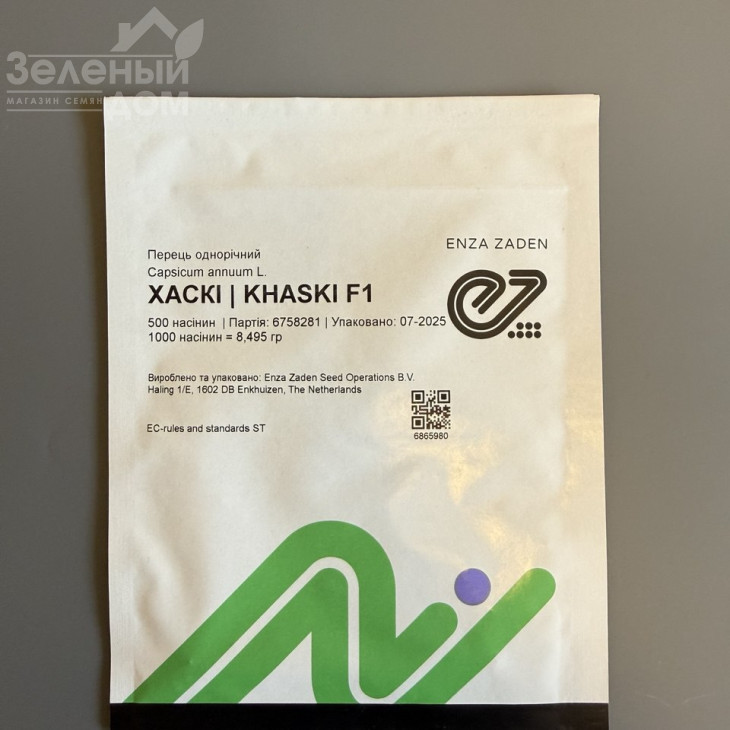 Зеленый
МАГАЗИН СЕМЯН
ДОМ
ENZA ZADEN
Перець однорічний
Capsicum annuum L.
ХАСКІ | KHASKI F1
500 насінин | Партія: 6758281 | Упаковано: 07-2025
1000 насінин = 8,495 гр
Вироблено та упаковано: Enza Zaden Seed Operations B.V.
Haling 1/E, 1602 DB Enkhuizen, The Netherlands
EC-rules and standards ST
6865980